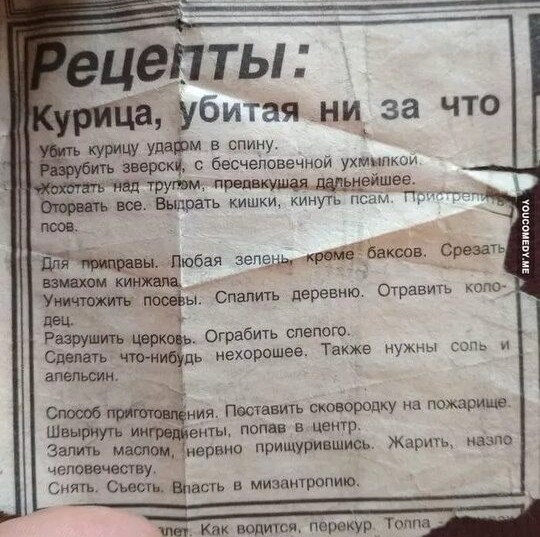 Рецепты:
Курица, убитая ни за что
Убить курицу ударом в спину.
Разрубить зверски, с бесчеловечной ухмылкой.
Хохотать над трупом, предвкушая дальнейшее.
Оторвать все. Выдрать кишки, кинуть псам. Пристрелить
псов.
Для приправы. Любая зелень, кроме баксов. Срезать
взмахом кинжала.
Уничтожить посевы. Спалить деревню. Отравить коло-
дец.
Разрушить церковь. Ограбить слепого.
Сделать что-нибудь нехорошее. Также нужны соль и
апельсин.
Способ приготовления. Поставить сковородку на пожарище.
Швырнуть ингредиенты, попав в центр.
Залить маслом, нервно прищурившись. Жарить, назло
человечеству.
Снять. Съесть. Впасть в мизантропию.
Как водится, перекур. Толпа
YOUCOMEDY.ME